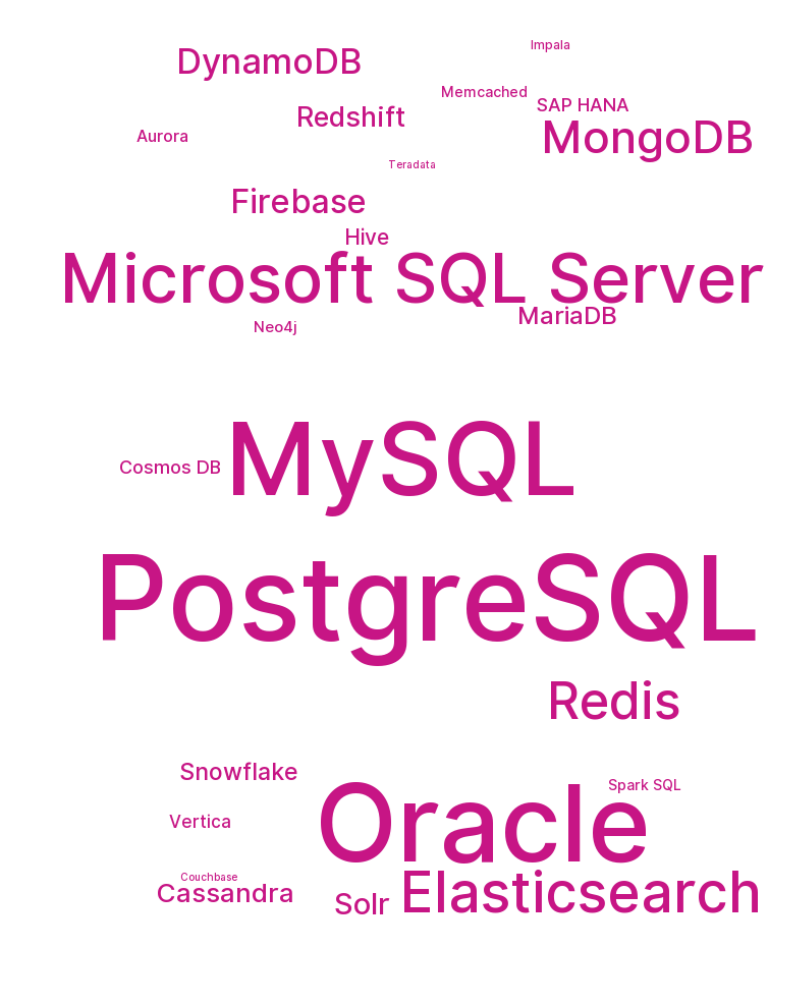 Impala
DynamoDB
Memcached
SAP HANA
Redshift
Aurora
MongoDB
Teradata
Firebase
Hive
Microsoft SQL Server
MariaDB
Neo4j
MySQL
Cosmos DB
PostgreSQL
Redis
Snowflake
Spark SQL
Oracle
Vertica
Couchbase
Cassandra
Elasticsearch
Solr